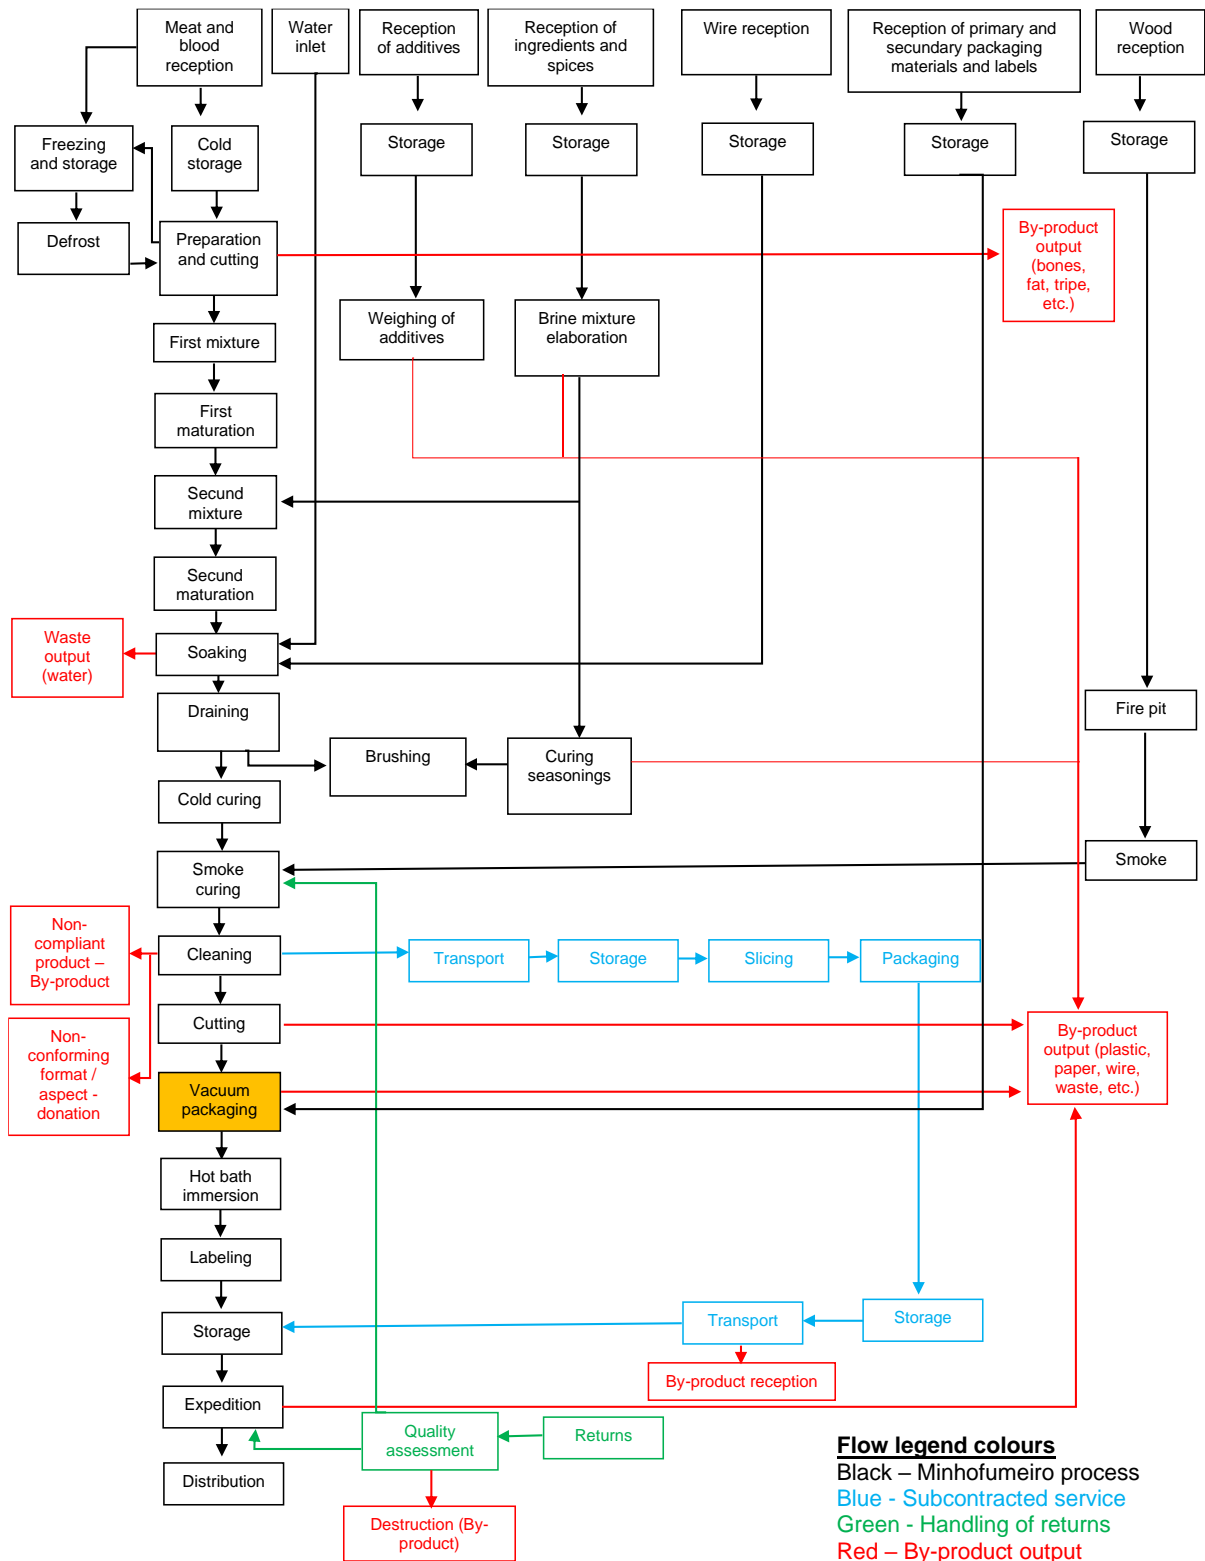 Meat and
blood
reception
Water
inlet
Reception
of additives
Reception of
ingredients and
spices
Wire reception
Reception of primary and
secundary packaging
materials and labels
Wood
reception
Freezing
and storage
Cold
storage
Storage
Storage
Storage
Storage
Storage
Defrost
Preparation
and cutting
By-product
output
(bones,
fat, tripe,
etc.)
First mixture
Weighing of
additives
Brine mixture
elaboration
First
maturation
Secund
mixture
Secund
maturation
Waste
output
(water)
Soaking
Draining
Brushing
Curing
seasonings
Fire pit
Cold curing
Smoke
curing
Smoke
Non-
compliant
product –
By-product
Cleaning
Transport
Storage
Slicing
Packaging
Non-
conforming
format /
aspect -
donation
Cutting
By-product
output (plastic,
paper, wire,
waste, etc.)
Vacuum
packaging
Hot bath
immersion
Labeling
Storage
Transport
Storage
By-product reception
Expedition
Quality
assessment
Returns
Distribution
Destruction (By-
product)
Flow legend colours
Black – Minhofumeiro process
Blue - Subcontracted service
Green - Handling of returns
Red – By-product output